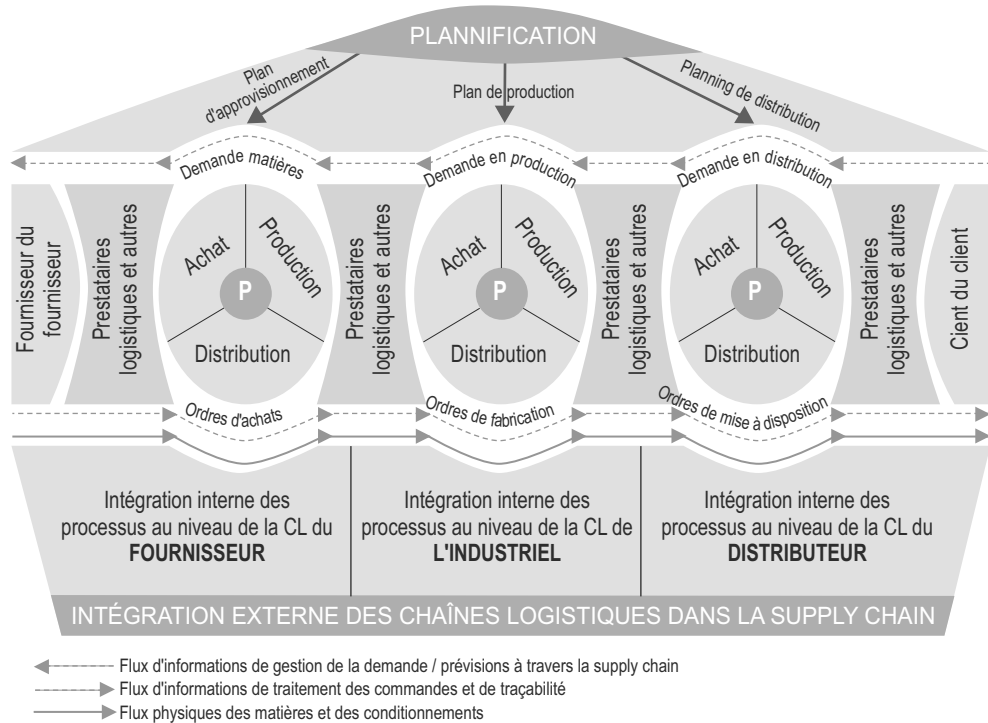 PLANNIFICATION
Plan
d'approvisionnement
Plan de production
Planning de distribution
Demande matières
Demande en production
Demande en distribution
Fournisseur du
fournisseur
Prestataires
logistiques et autres
Achat
Production
P
Distribution
Prestataires
logistiques et autres
Achat
Production
P
Distribution
Prestataires
logistiques et autres
Achat
Production
P
Distribution
Prestataires
logistiques et autres
Cient du client
Ordres d'achats
Ordres de fabrication
Ordres de mise à disposition
Intégration interne des
processus au niveau de la CL du
FOURNISSEUR
Intégration interne des
processus au niveau de la CL de
L'INDUSTRIEL
Intégration interne des
processus au niveau de la CL du
DISTRIBUTEUR
INTÉGRATION EXTERNE DES CHAÎNES LOGISTIQUES DANS LA SUPPLY CHAIN
Flux d'informations de gestion de la demande / prévisions à travers la supply chain
Flux d'informations de traitement des commandes et de traçabilité
Flux physiques des matières et des conditionnements